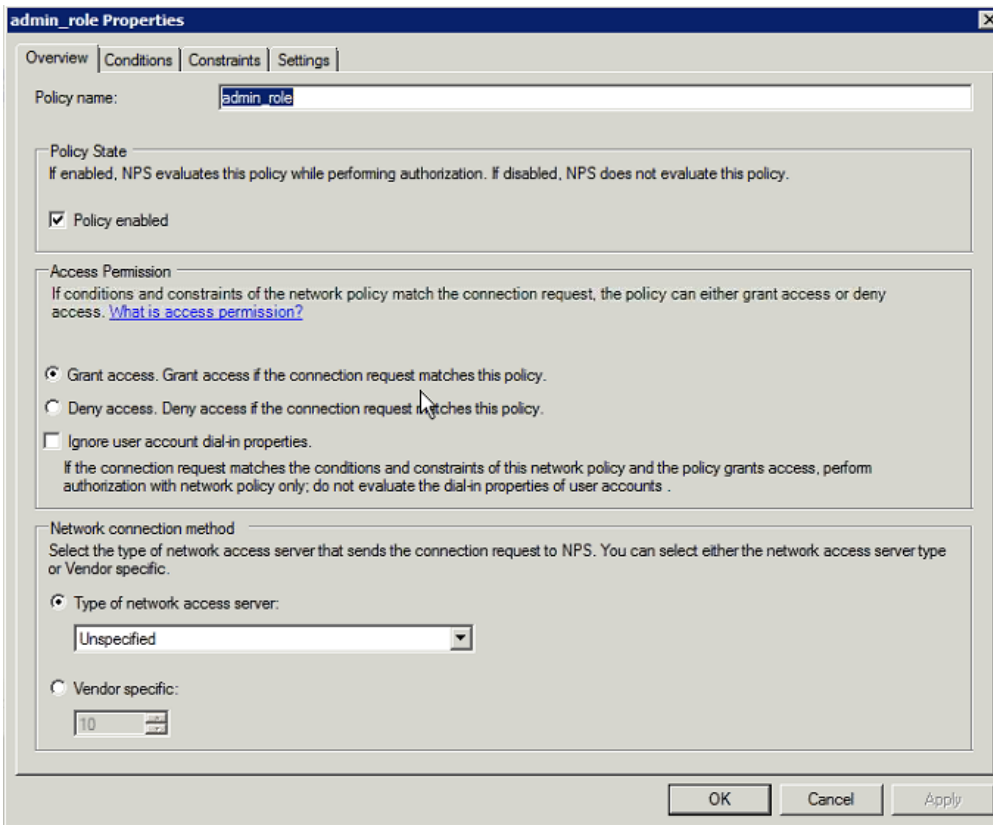 admin_role Properties
Overview Conditions Constraints Settings
Policy name: admin_role
Policy State
If enabled, NPS evaluates this policy while performing authorization. If disabled, NPS does not evaluate this policy.
Policy enabled
Access Permission
If conditions and constraints of the network policy match the connection request, the policy can either grant access or deny
access. What is access permission?
Grant access. Grant access if the connection request matches this policy.
Deny access. Deny access if the connection request matches this policy.
Ignore user account dial-in properties.
If the connection request matches the conditions and constraints of this network policy and the policy grants access, perform
authorization with network policy only; do not evaluate the dial-in properties of user accounts .
Network connection method
Select the type of network access server that sends the connection request to NPS. You can select either the network access server type
or Vendor specific.
Type of network access server:
Unspecified
Vendor specific:
10
OK Cancel Apply